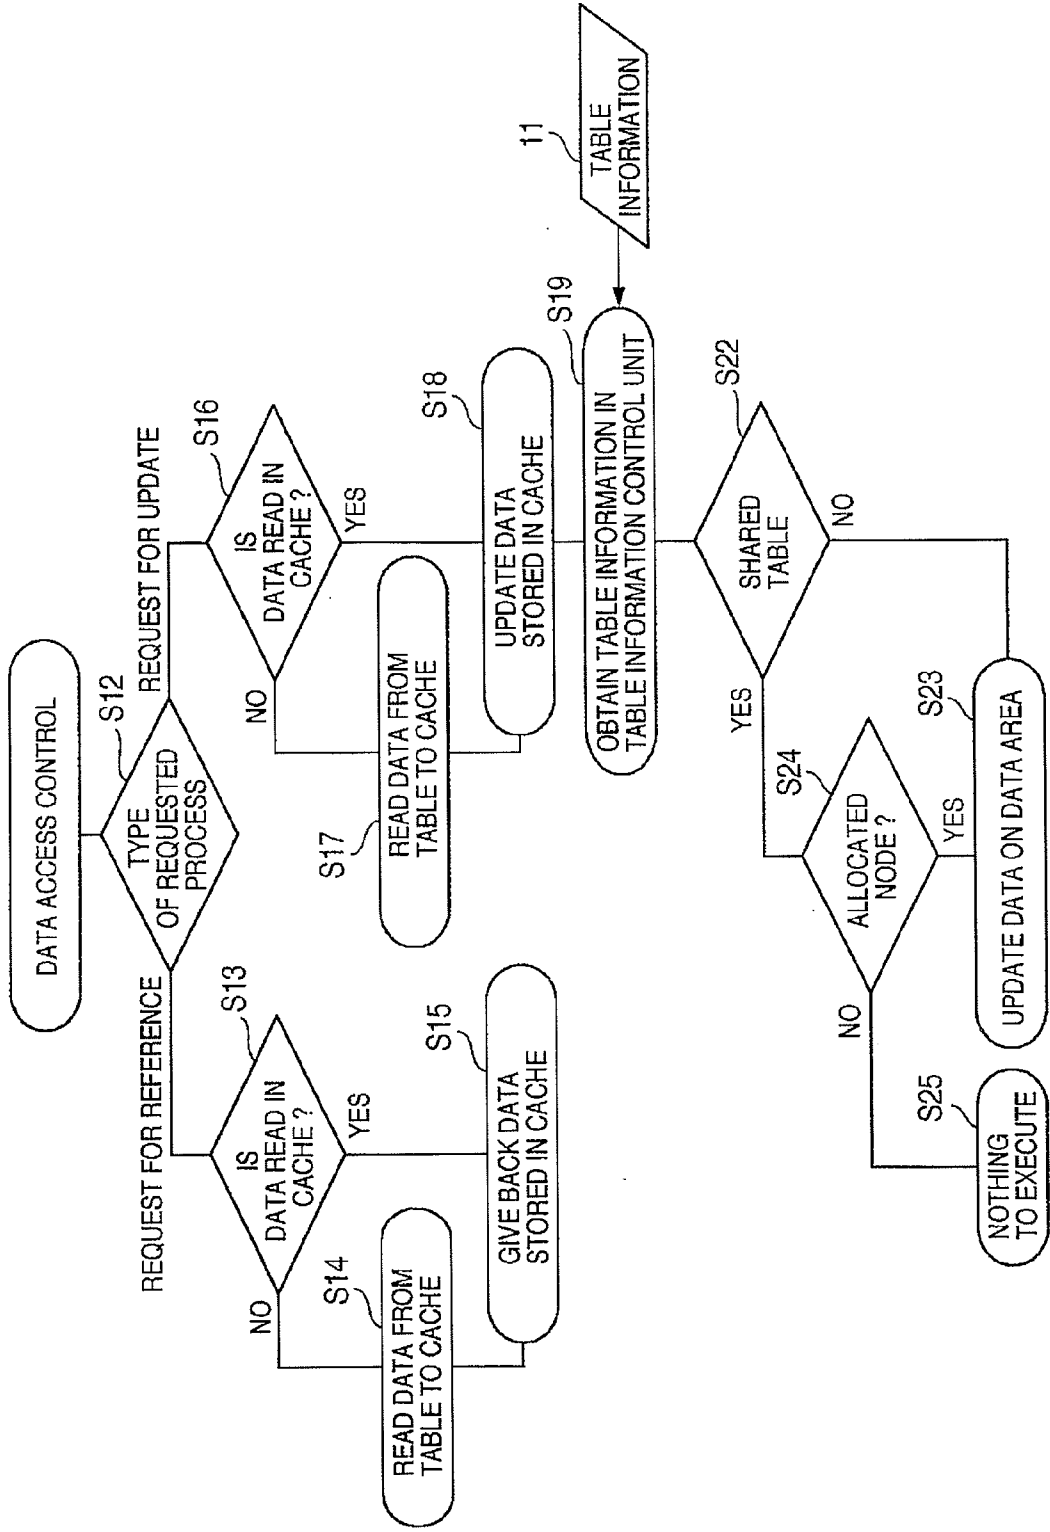 DATA ACCESS CONTROL
S12
TYPE
OF REQUESTED
PROCESS
REQUEST FOR REFERENCE
REQUEST FOR UPDATE
S13
IS
DATA READ IN
CACHE ?
NO
YES
S14
READ DATA FROM
TABLE TO CACHE
S15
GIVE BACK DATA
STORED IN CACHE
S16
IS
DATA READ IN
CACHE ?
NO
YES
S17
READ DATA FROM
TABLE TO CACHE
S18
UPDATE DATA
STORED IN CACHE
S19
OBTAIN TABLE INFORMATION IN
TABLE INFORMATION CONTROL UNIT
11
TABLE
INFORMATION
S22
SHARED
TABLE
YES
NO
S24
ALLOCATED
NODE ?
NO
YES
S23
UPDATE DATA ON DATA AREA
S25
NOTHING
TO EXECUTE